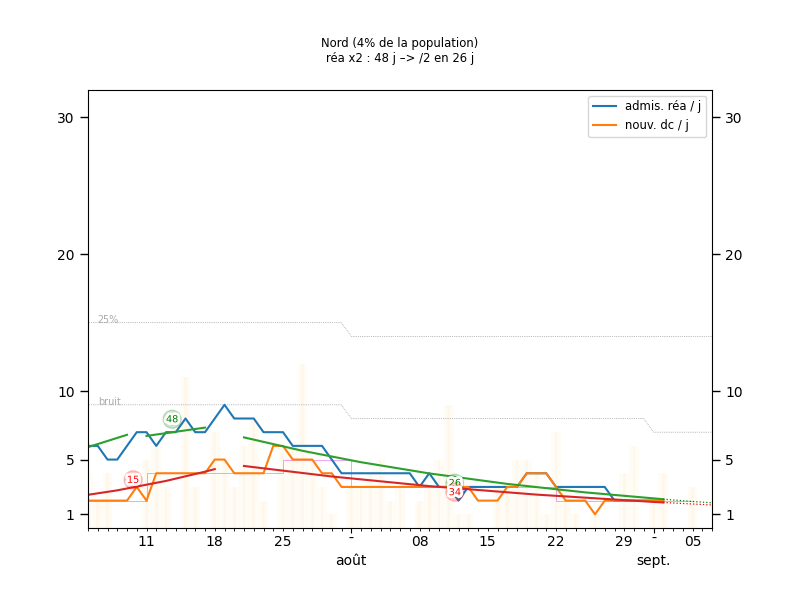 Nord (4% de la population)
réa x2 : 48 j –> /2 en 26 j
admis. réa / j
nouv. dc / j
30 30
20 20
10 10
5 5
1 1
25%
bruit
48
15
26
34
11 18 25 - 08 15 22 29 - 05
août sept.